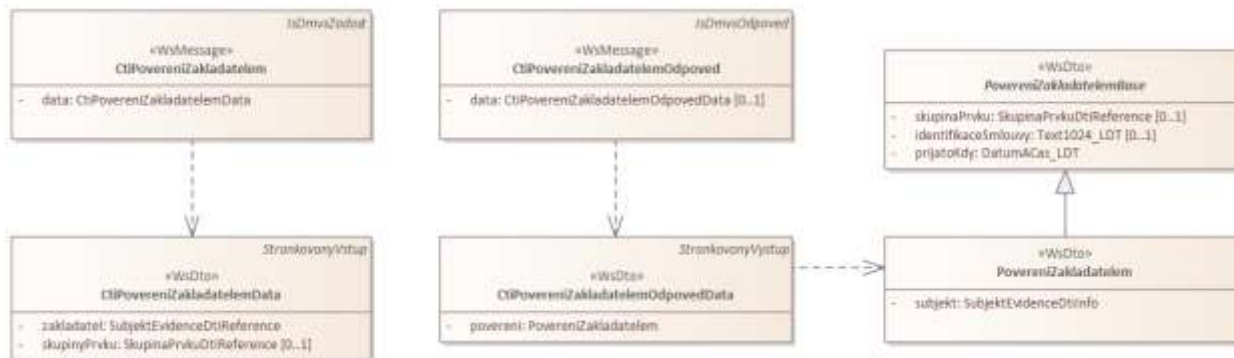 IsDmvsZadost
«WsMessage»
CtiPovereniZakladatelem
- data: CtiPovereniZakladatelemData
IsDmvsOdpoved
«WsMessage»
CtiPovereniZakladatelemOdpoved
- data: CtiPovereniZakladatelemOdpovedData [0..1]
«WsDto»
PovereniZakladatelemBase
- skupinaPrvku: SkupinaPrvkuDtiReference [0..1]
- identifikaceSmlouvy: Text1024_LDT [0..1]
- prijatoKdy: DatumACas_LDT
StrankovanyVstup
«WsDto»
CtiPovereniZakladatelemData
- zakladatel: SubjektEvidenceDtiReference
- skupinyPrvku: SkupinaPrvkuDtiReference [0..1]
StrankovanyVystup
«WsDto»
CtiPovereniZakladatelemOdpovedData
- povereni: PovereniZakladatelem
«WsDto»
PovereniZakladatelem
- subjekt: SubjektEvidenceDtiInfo